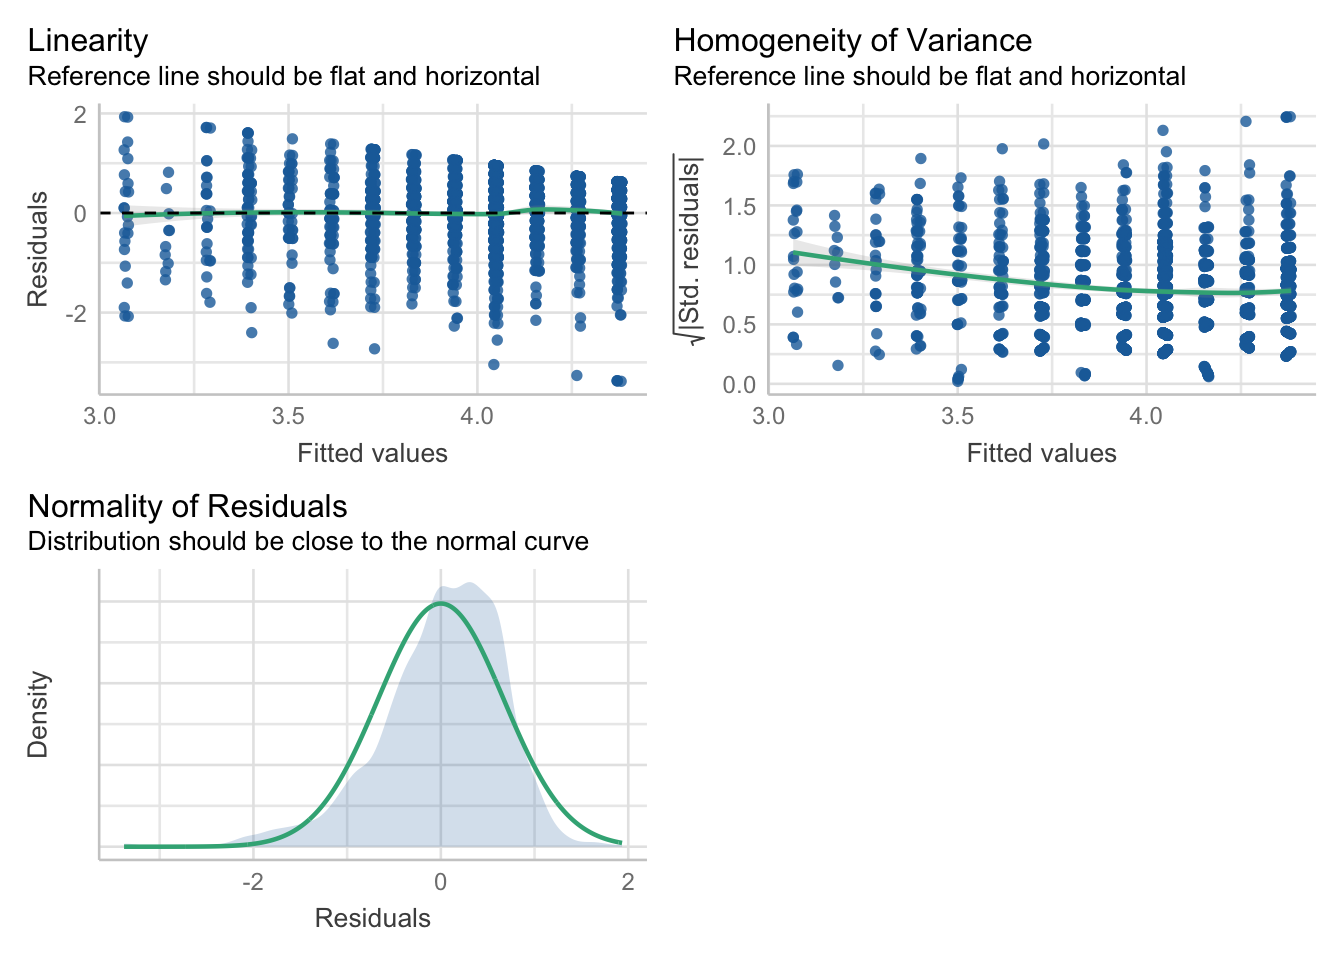 Linearity
Reference line should be flat and horizontal
2
0
-2
Residuals
3.0 3.5 4.0
Fitted values
Homogeneity of Variance
Reference line should be flat and horizontal
2.0
1.5
1.0
0.5
0.0
√|Std. residuals|
3.0 3.5 4.0
Fitted values
Normality of Residuals
Distribution should be close to the normal curve
Density
-2 0 2
Residuals